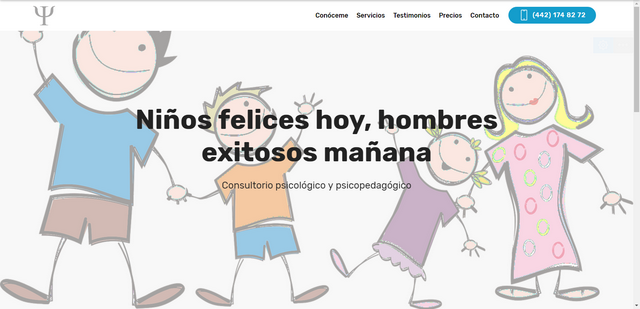 Ψ
Conóceme Servicios Testimonios Precios Contacto (442) 174 82 72
Niños felices hoy, hombres
exitosos mañana
Consultorio psicológico y psicopedagógico